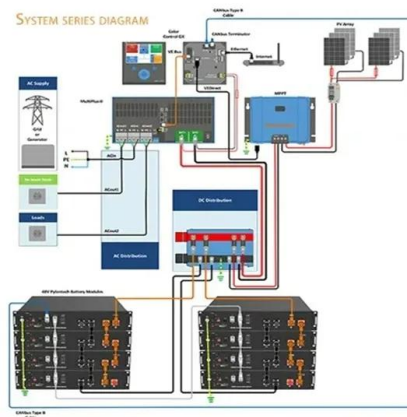 SYSTEM SERIES DIAGRAM
CANbus Type B
Cable
Color
Control GX
CANbus Terminator
VE Bus
Ethernet
Internet
PV Array
AC Supply
MultiPlus-II
VEDirect
MPPT
Grid
or
Generator
L
PE
N
ACin
ACout1
Loads
ACout2
AC Distribution
DC Distribution
48V Pylontech Battery Modules
CANbus Type B